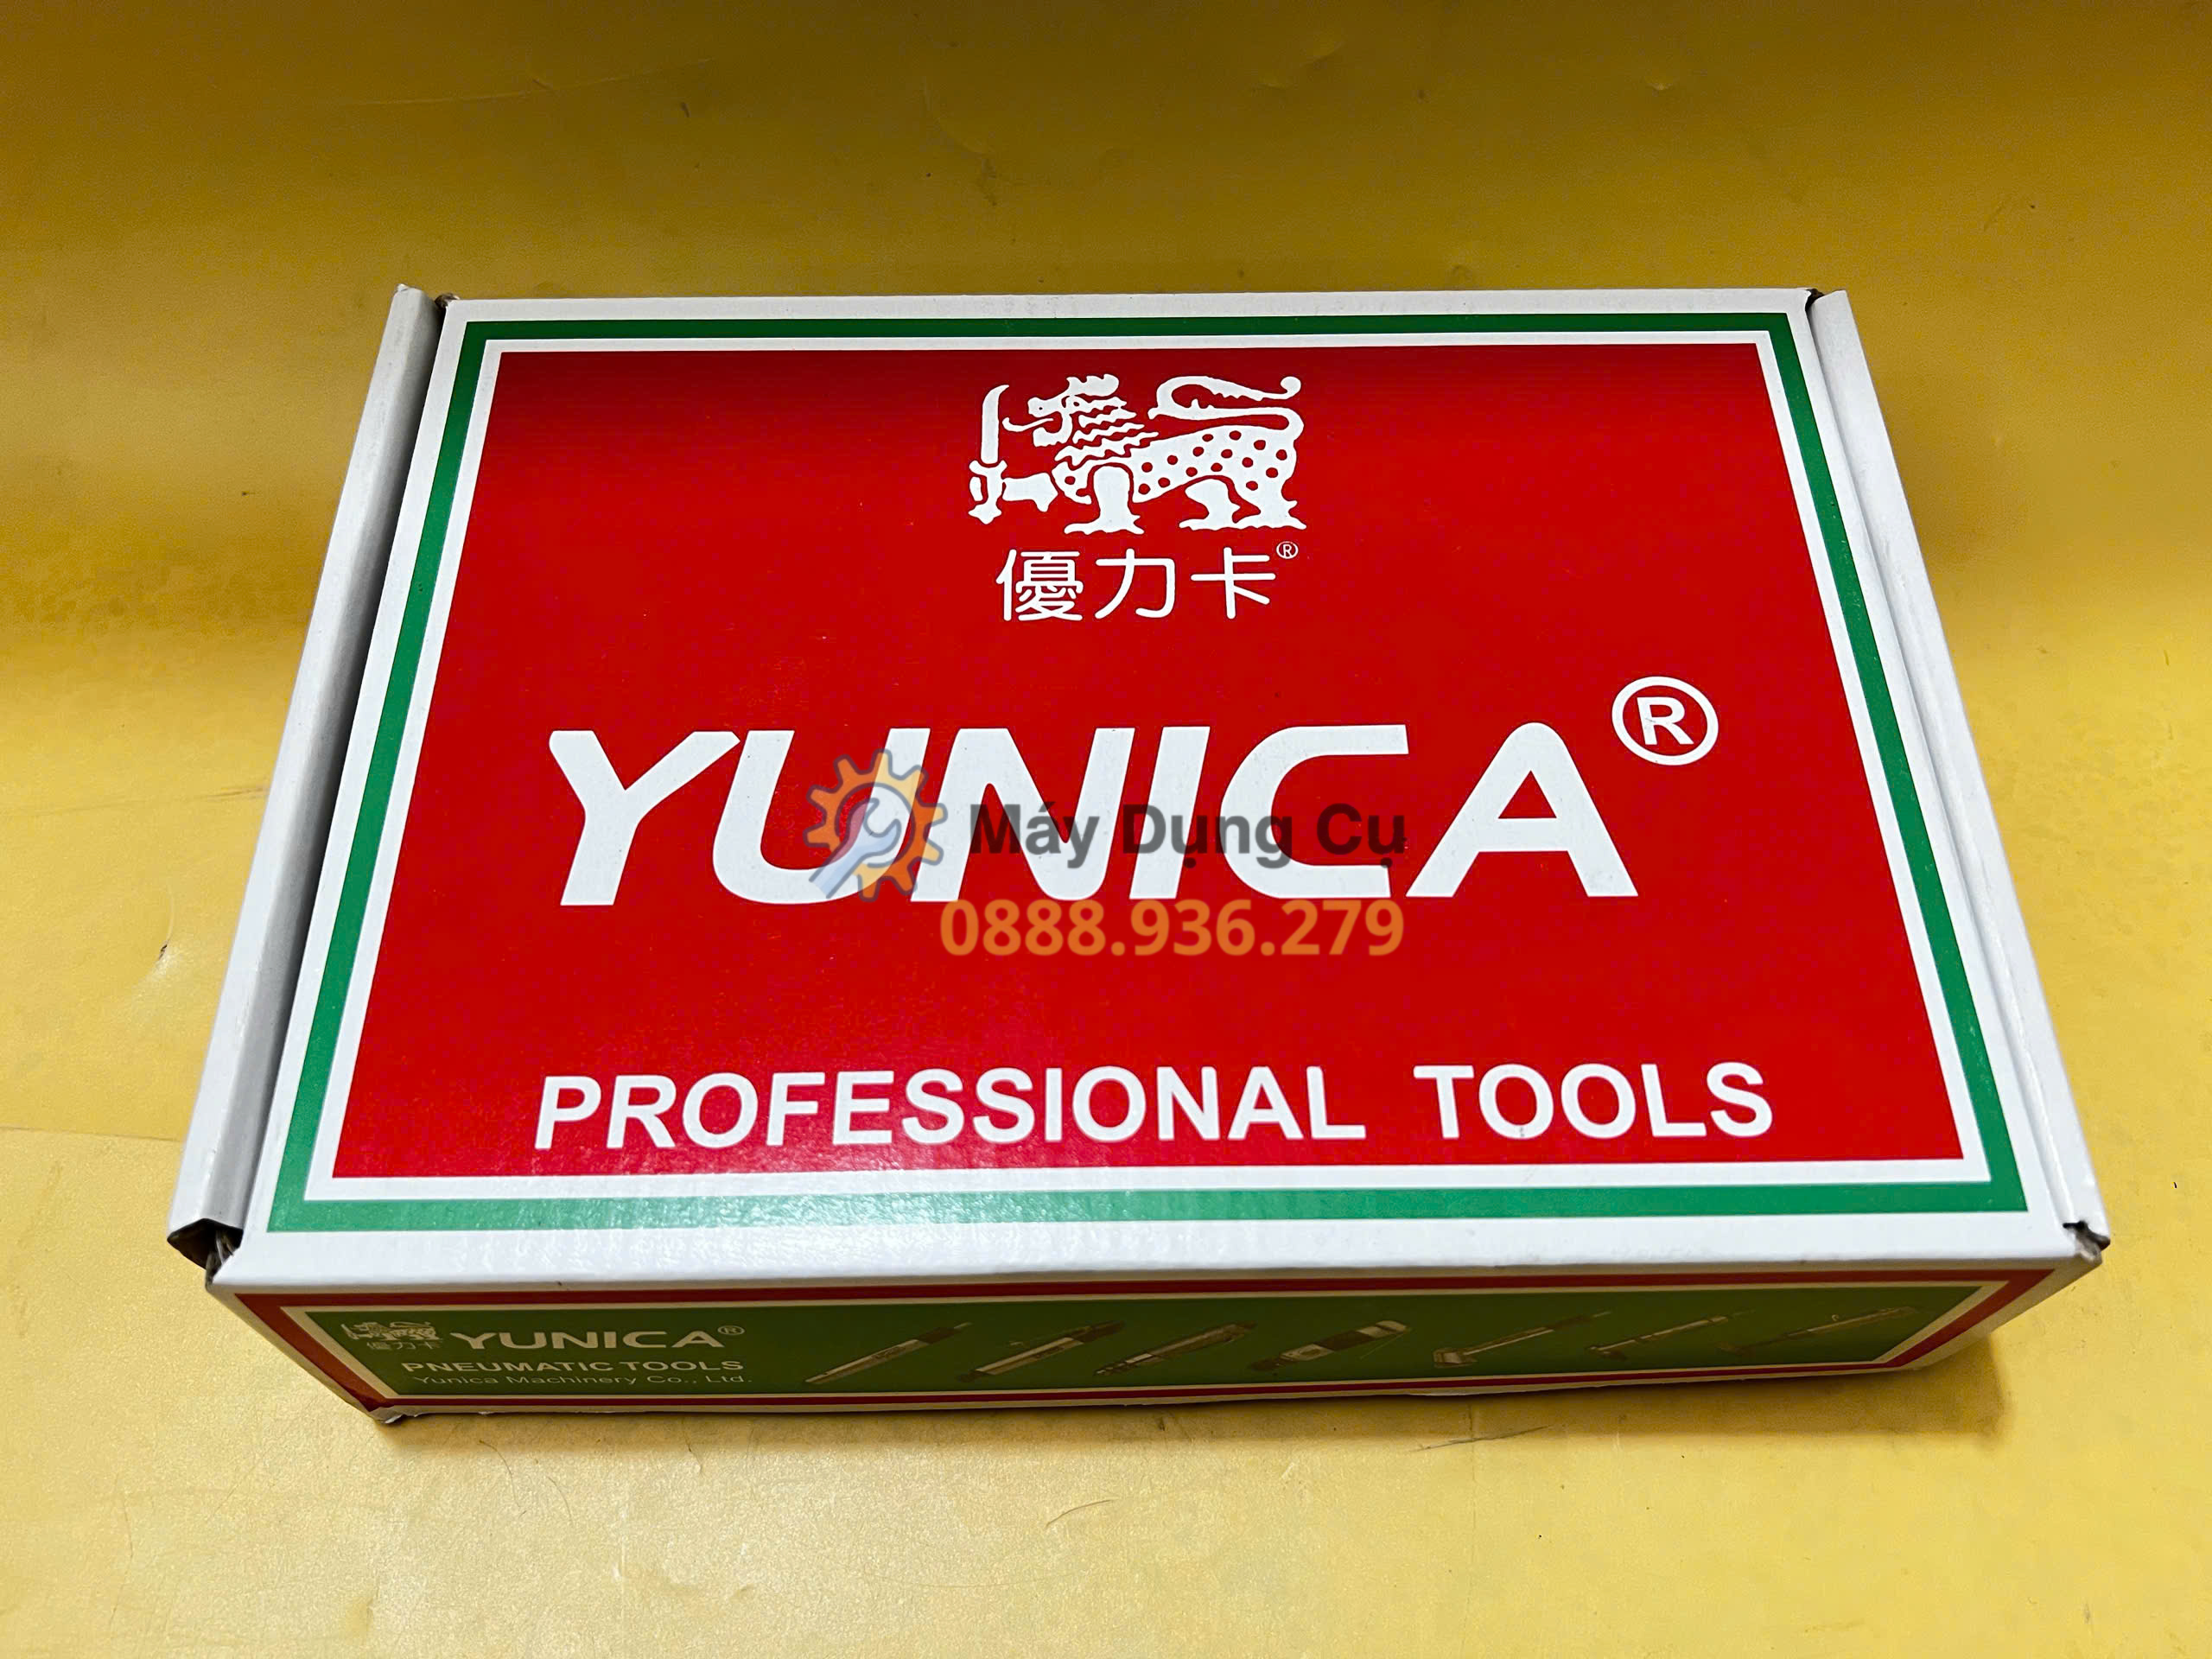 優力卡®
YUNICA®
Máy Dụng Cụ
0888.936.279
PROFESSIONAL TOOLS
優力卡 YUNICA®
PNEUMATIC TOOLS
Yunica Machinery Co., Ltd.